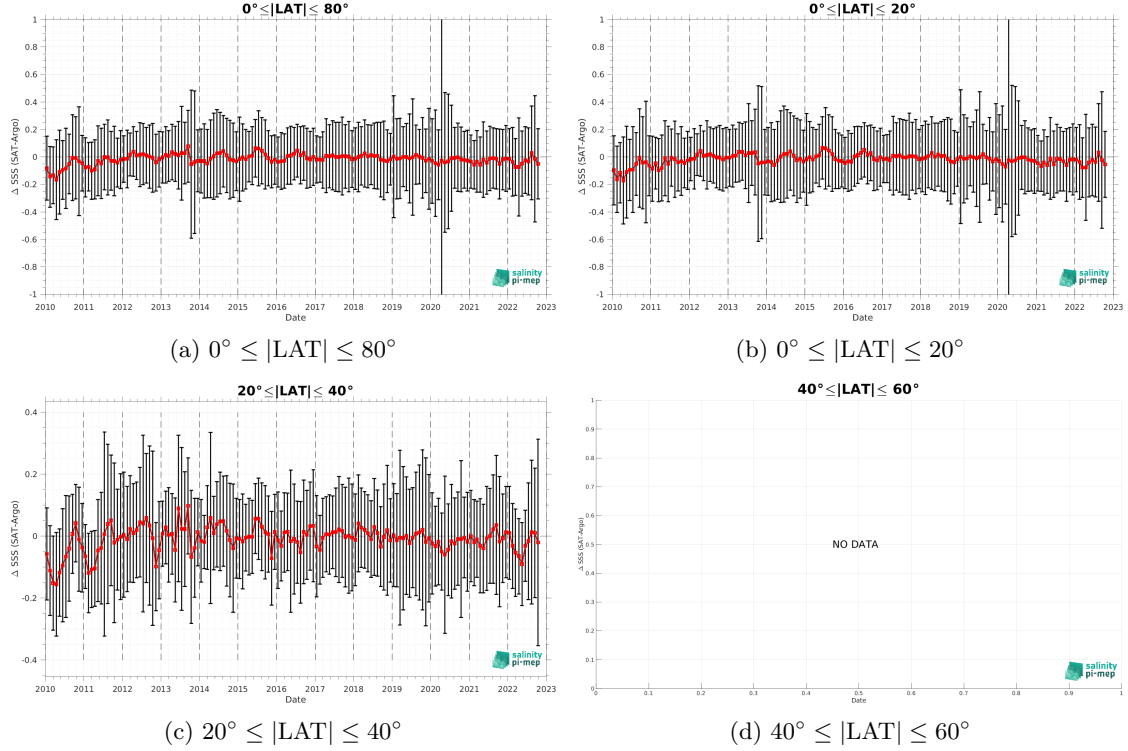 0°≤|LAT|≤ 80°
Δ SSS (SAT-Argo)
1
0.8
0.6
0.4
0.2
0
-0.2
-0.4
-0.6
-0.8
-1
2010 2011 2012 2013 2014 2015 2016 2017 2018 2019 2020 2021 2022 2023
Date
salinity
pi-mep
(a) 0° ≤ |LAT| ≤ 80°
0°≤|LAT|≤ 20°
Δ SSS (SAT-Argo)
1
0.8
0.6
0.4
0.2
0
-0.2
-0.4
-0.6
-0.8
-1
2010 2011 2012 2013 2014 2015 2016 2017 2018 2019 2020 2021 2022 2023
Date
salinity
pi-mep
(b) 0° ≤ |LAT| ≤ 20°
20°≤|LAT|≤ 40°
Δ SSS (SAT-Argo)
0.4
0.2
0
-0.2
-0.4
2010 2011 2012 2013 2014 2015 2016 2017 2018 2019 2020 2021 2022 2023
Date
salinity
pi-mep
(c) 20° ≤ |LAT| ≤ 40°
40°≤|LAT|≤ 60°
Δ SSS (SAT-Argo)
1
0.9
0.8
0.7
0.6
0.5
0.4
0.3
0.2
0.1
0
NO DATA
0 0.1 0.2 0.3 0.4 0.5 0.6 0.7 0.8 0.9 1
Date
salinity
pi-mep
(d) 40° ≤ |LAT| ≤ 60°